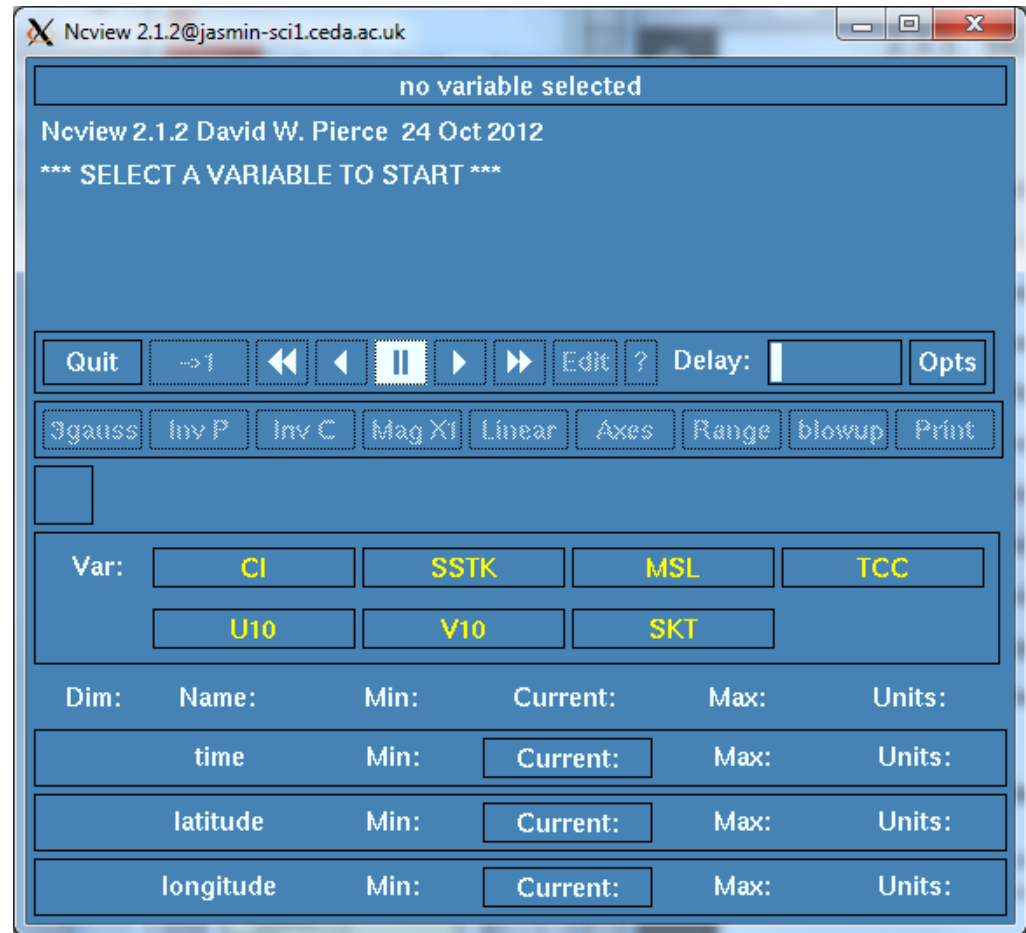 Ncview 2.1.2@jasmin-sci1.ceda.ac.uk
no variable selected
Ncview 2.1.2 David W. Pierce 24 Oct 2012
*** SELECT A VARIABLE TO START ***
Quit -->1 Edit ? Delay: Opts
3gauss Inv P Inv C Mag X1 Linear Axes Range blowup Print
Var: CI SSTK MSL TCC
U10 V10 SKT
Dim: Name: Min: Current: Max: Units:
time Min: Current: Max: Units:
latitude Min: Current: Max: Units:
longitude Min: Current: Max: Units: